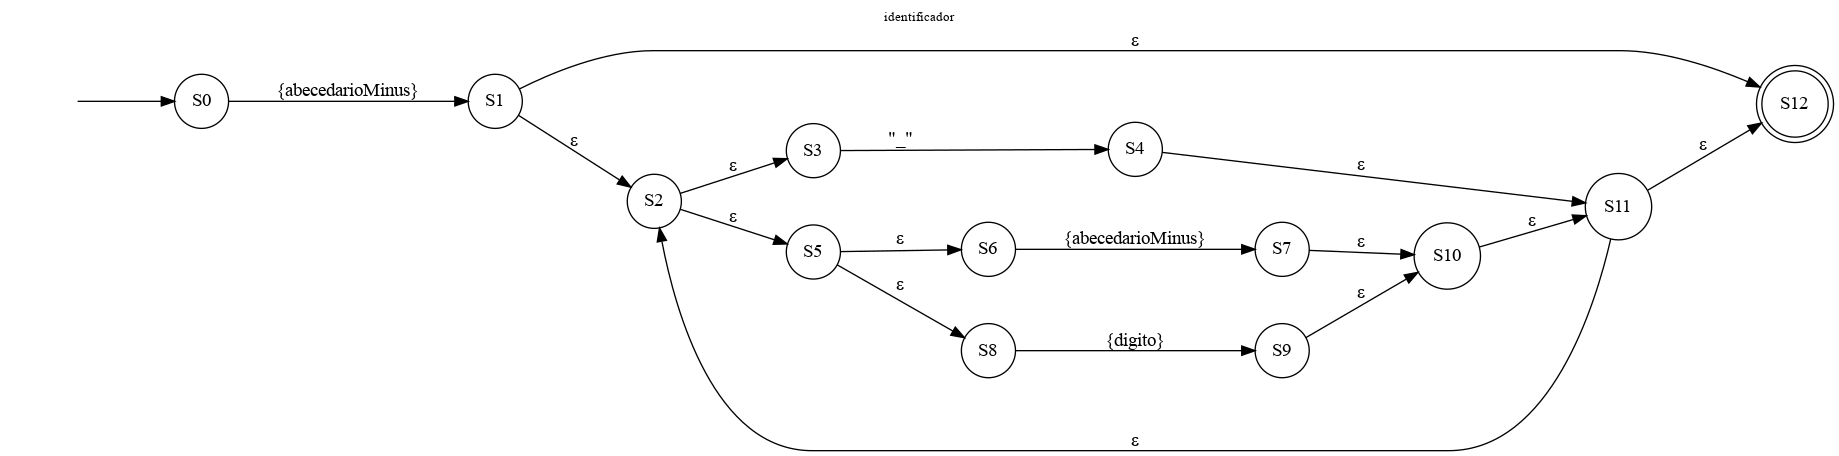 identificador
ε
S0
{abecedarioMinus}
S1
S12
ε
ε
S3
"_"
S4
ε
ε
S2
S11
ε
S5
ε
S6
{abecedarioMinus}
S7
ε
S10
ε
ε
S8
{digito}
S9
ε
ε